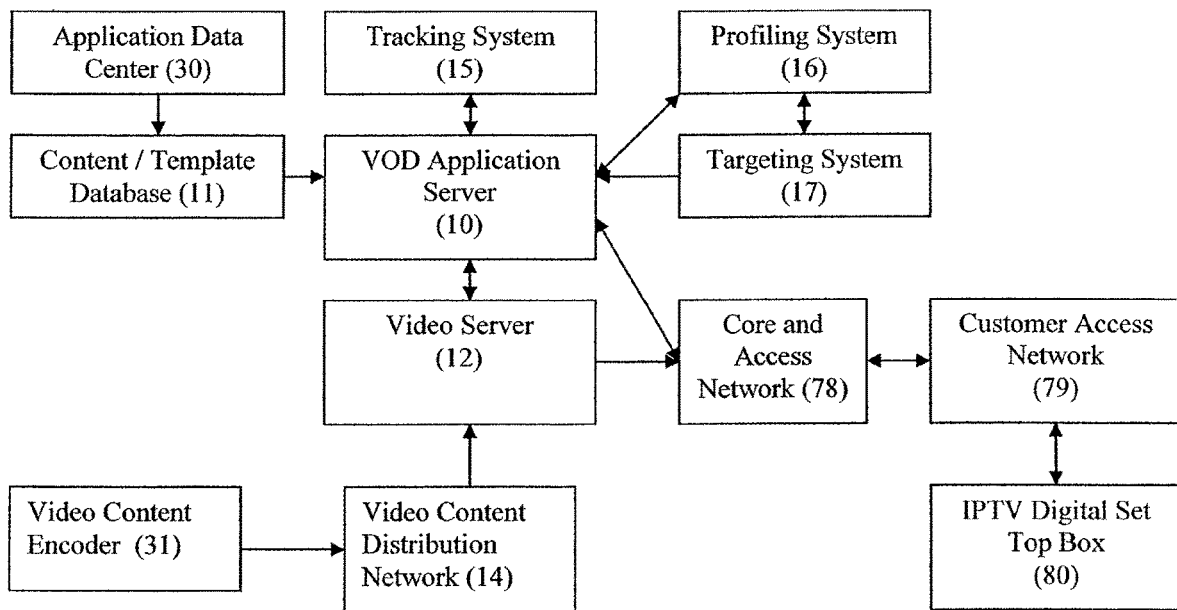 Application Data
Center (30)
Tracking System
(15)
Profiling System
(16)
Content / Template
Database (11)
VOD Application
Server
(10)
Targeting System
(17)
Video Server
(12)
Core and
Access
Network (78)
Customer Access
Network
(79)
Video Content
Encoder (31)
Video Content
Distribution
Network (14)
IPTV Digital Set
Top Box
(80)